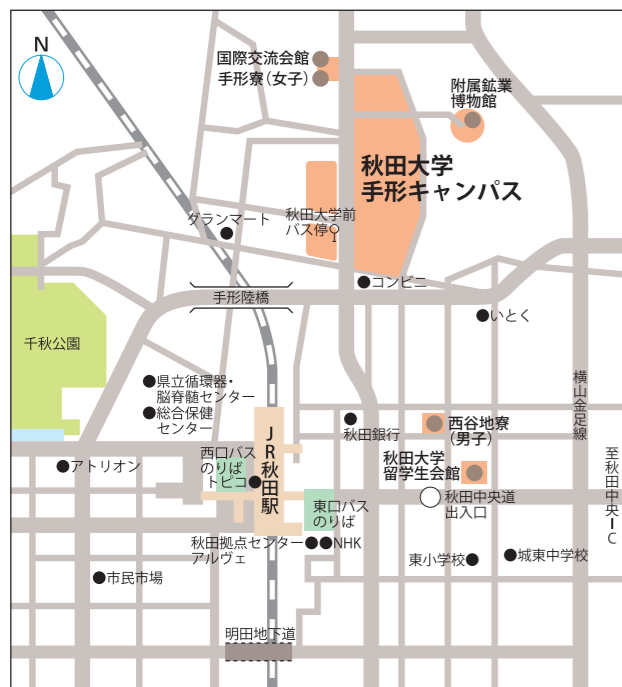 N
国際交流会館
手形寮(女子)
附属鉱業
博物館
秋田大学
手形キャンパス
秋田大学前
バス停
グランマート
コンビニ
手形陸橋
いとく
千秋公園
県立循環器・
脳脊髄センター
総合保健
センター
横山金足線
秋田銀行
西谷地寮
(男子)
JR秋田駅
西口バス
のりば
トピコ
アトリオン
秋田大学
留学生会館
至秋田中央IC
東口バス
のりば
秋田中央道
出入口
秋田拠点センター
アルヴェ
NHK
東小学校
城東中学校
市民市場
明田地下道